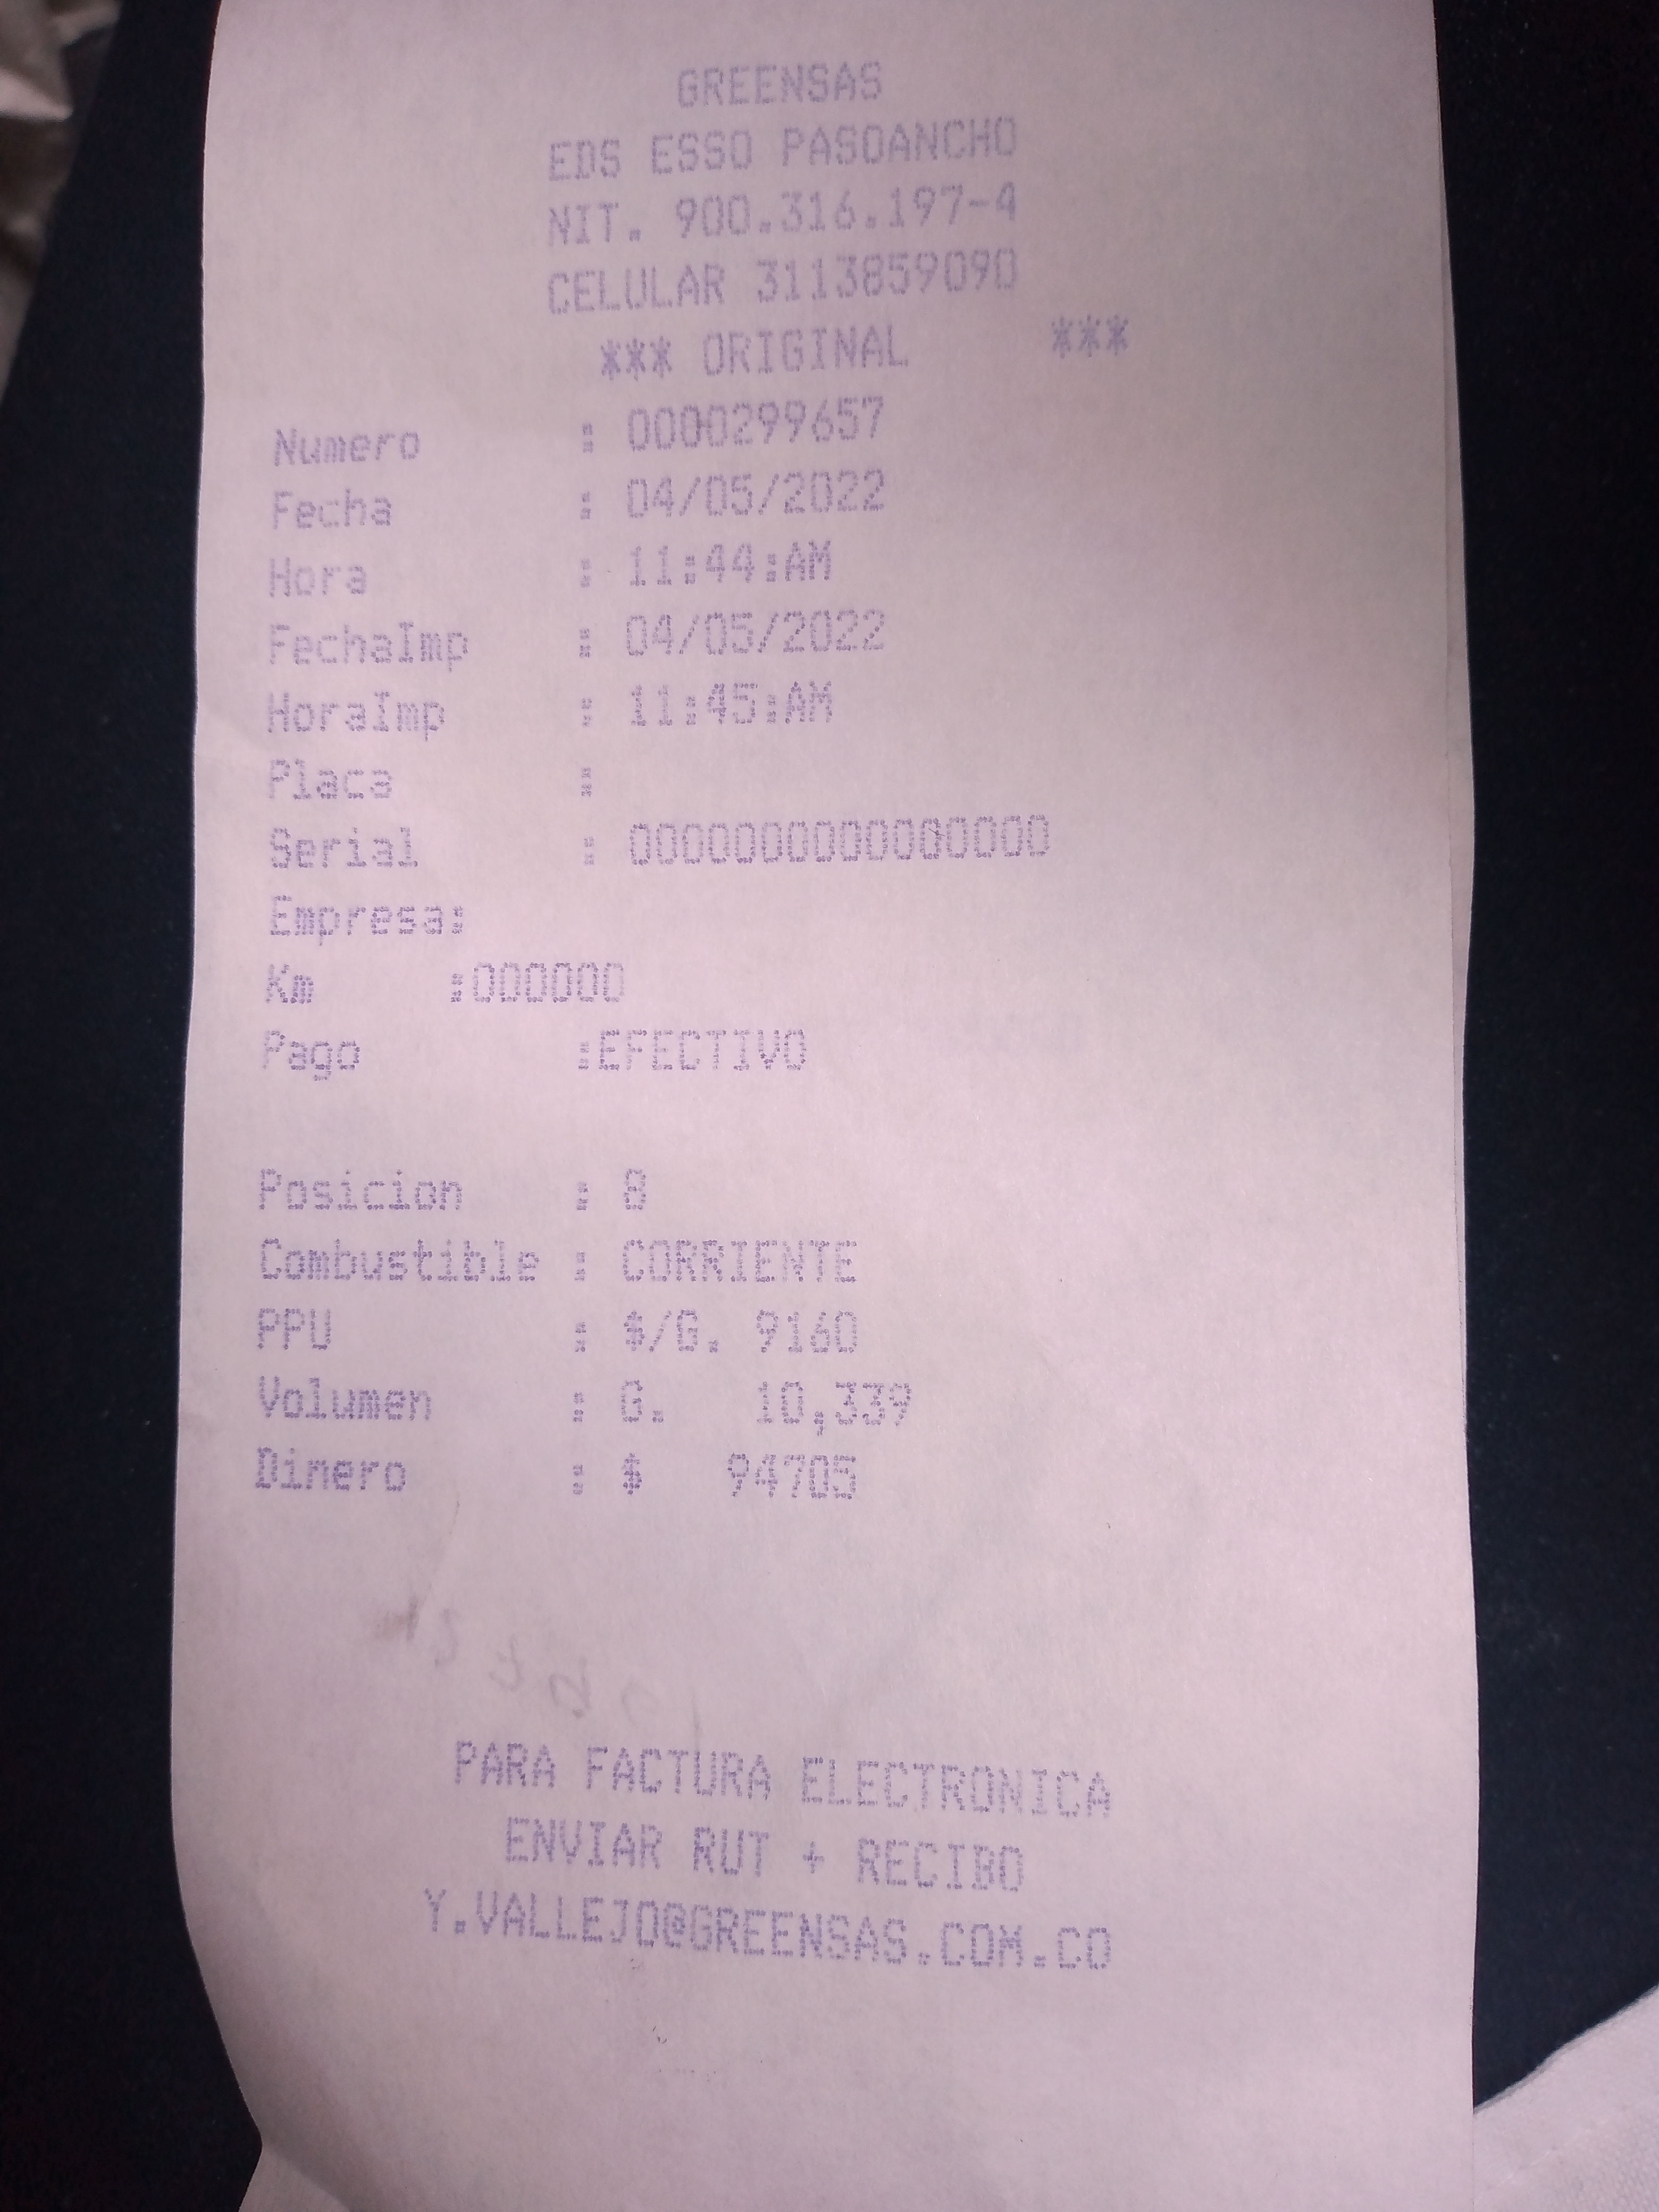 GREENSAS
EDS ESSO PASOANCHO
NIT. 900.316.197-4
CELULAR 3113859090
*** ORIGINAL ***
Numero : 0000299657
Fecha : 04/05/2022
Hora : 11:44:AM
FechaImp : 04/05/2022
HoraImp : 11:45:AM
Placa :
Serial : 0000000000000000
Empresa:
Km :000000
Pago :EFECTIVO
Posicion : 8
Combustible : CORRIENTE
PPU : $/G. 9160
Volumen : G. 10,339
Dinero : $ 94705
PARA FACTURA ELECTRONICA
ENVIAR RUT + RECIBO
Y.VALLEJO@GREENSAS.COM.CO